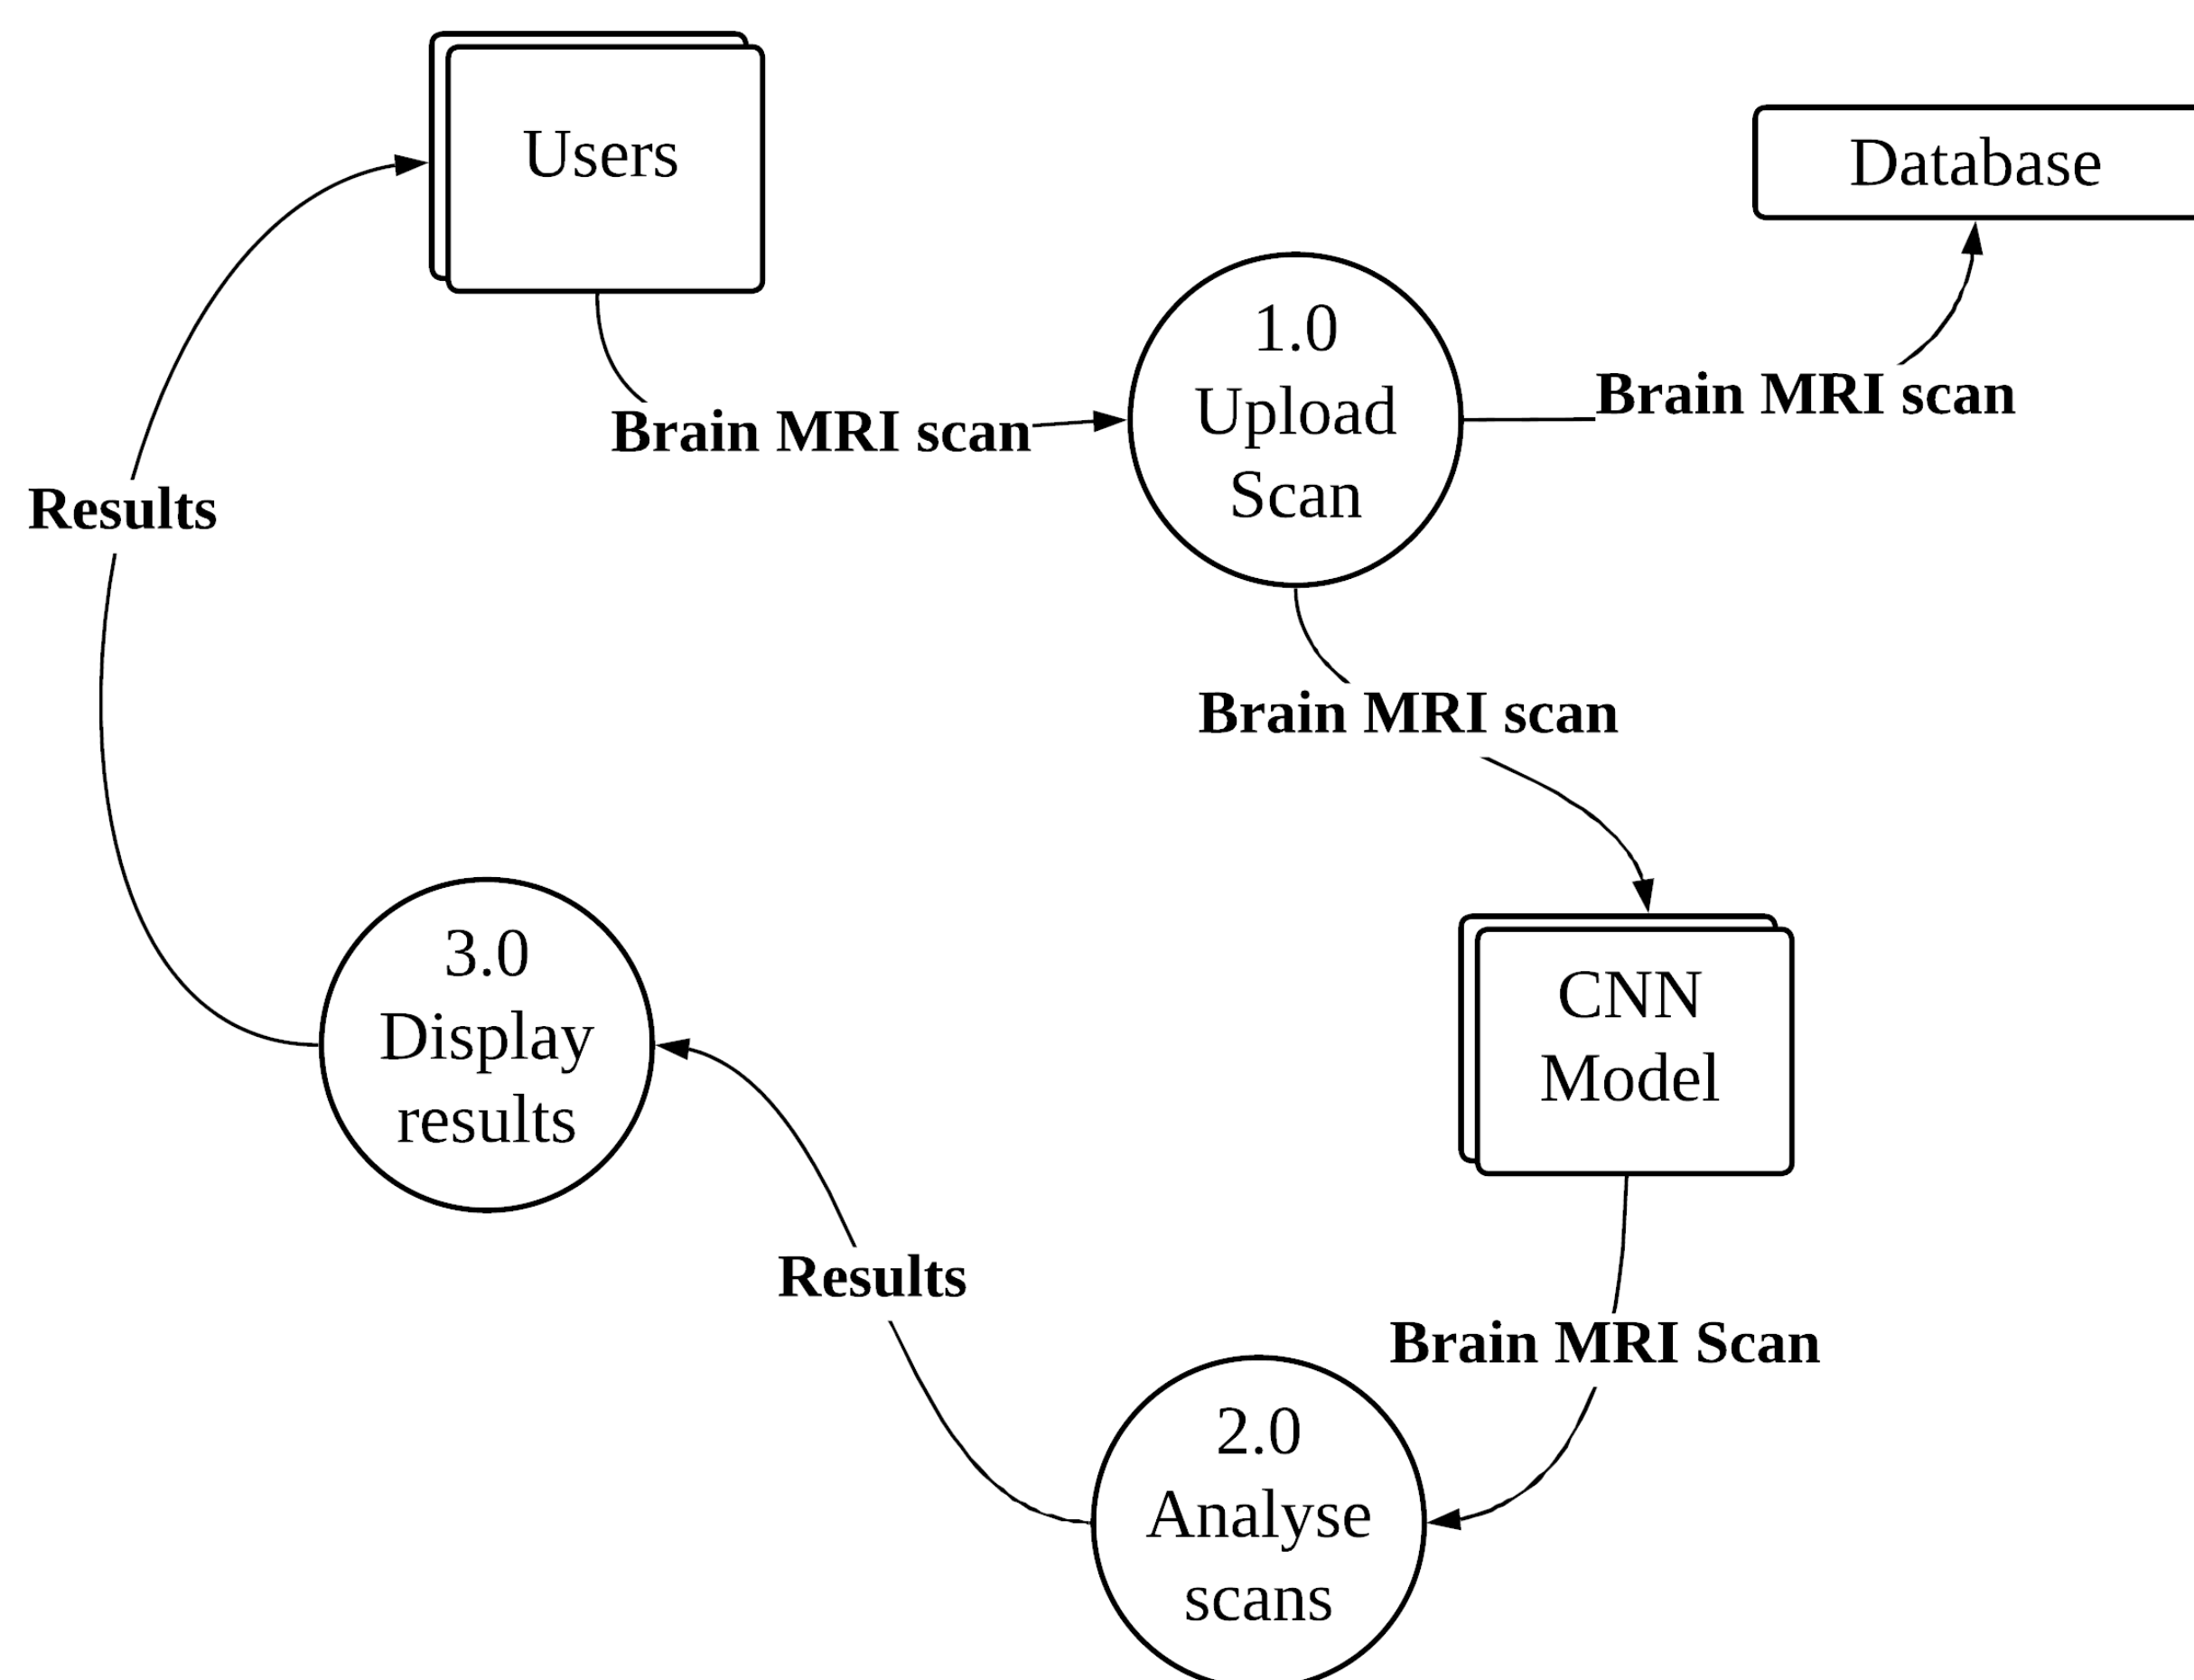 Users
Database
1.0
Upload
Scan
Brain MRI scan
Brain MRI scan
Results
Brain MRI scan
3.0
Display
results
CNN
Model
Results
Brain MRI Scan
2.0
Analyse
scans